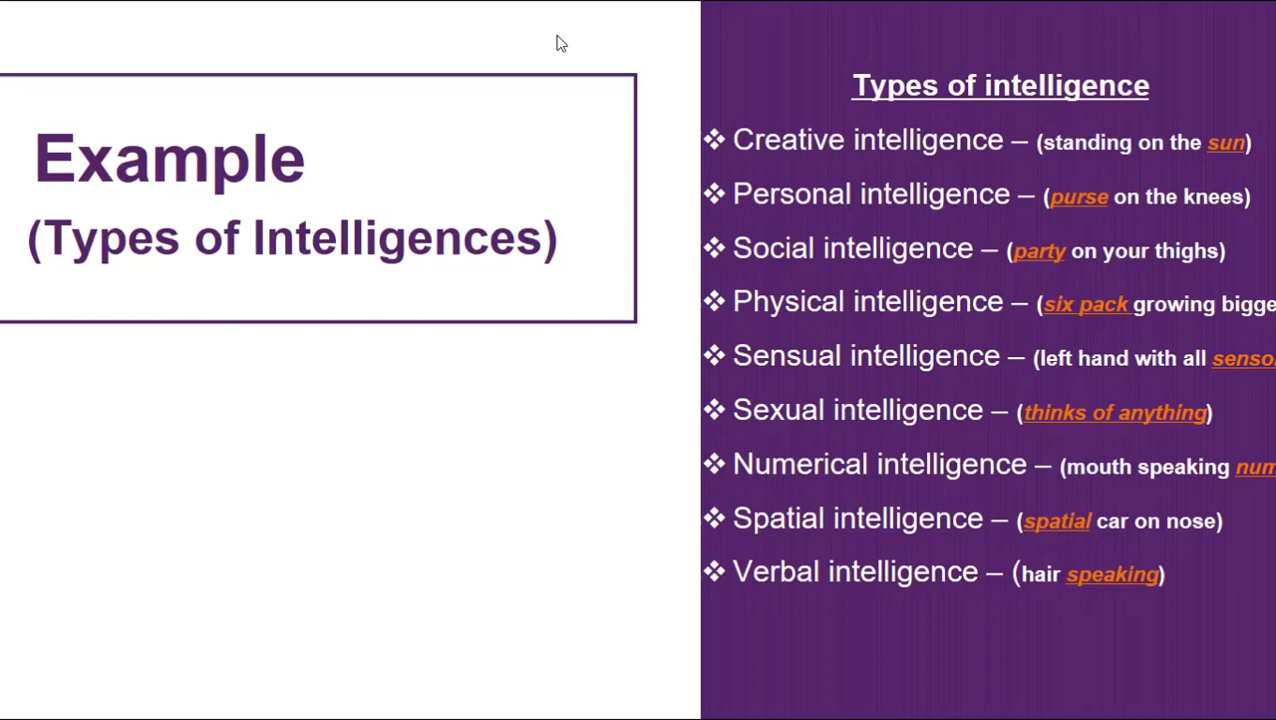 Example
(Types of Intelligences)
Types of intelligence
❖ Creative intelligence – (standing on the sun)
❖ Personal intelligence – (purse on the knees)
❖ Social intelligence – (party on your thighs)
❖ Physical intelligence – (six pack growing bigge
❖ Sensual intelligence – (left hand with all senso
❖ Sexual intelligence – (thinks of anything)
❖ Numerical intelligence – (mouth speaking num
❖ Spatial intelligence – (spatial car on nose)
❖ Verbal intelligence – (hair speaking)